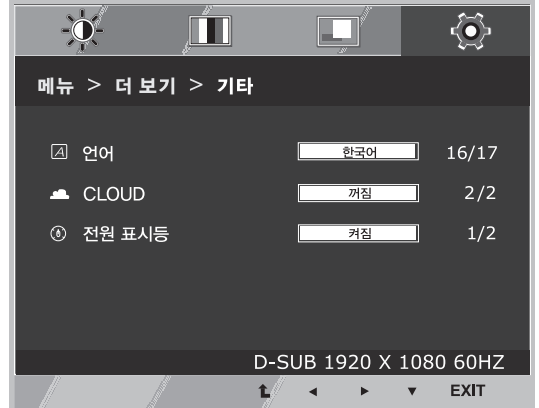 메뉴 > 더 보기 > 기타
언어 한국어 16/17
CLOUD 꺼짐 2/2
전원 표시등 켜짐 1/2
D-SUB 1920 X 1080 60HZ
EXIT